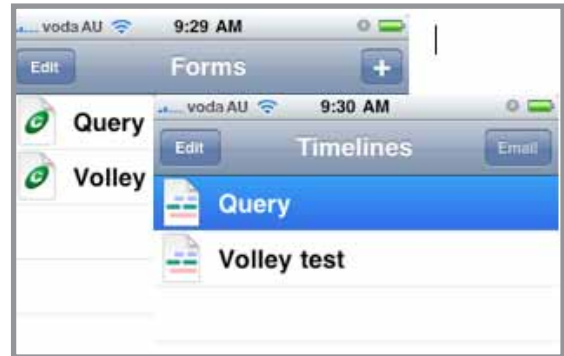 voda AU 9:29 AM
Edit Forms +
Query
Volley
voda AU 9:30 AM
Edit Timelines Email
Query
Volley test